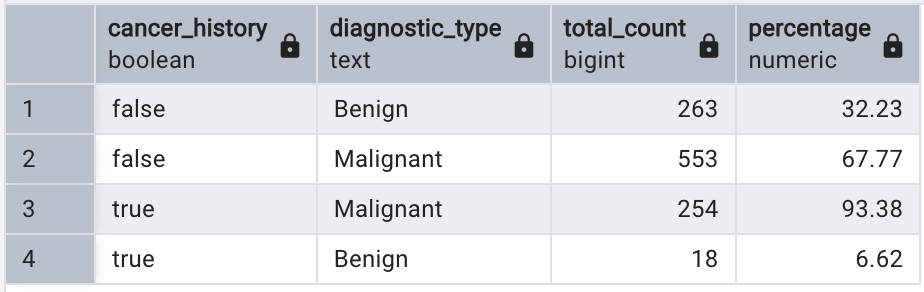 cancer_history diagnostic_type total_count percentage
boolean text bigint numeric
1 false Benign 263 32.23
2 false Malignant 553 67.77
3 true Malignant 254 93.38
4 true Benign 18 6.62